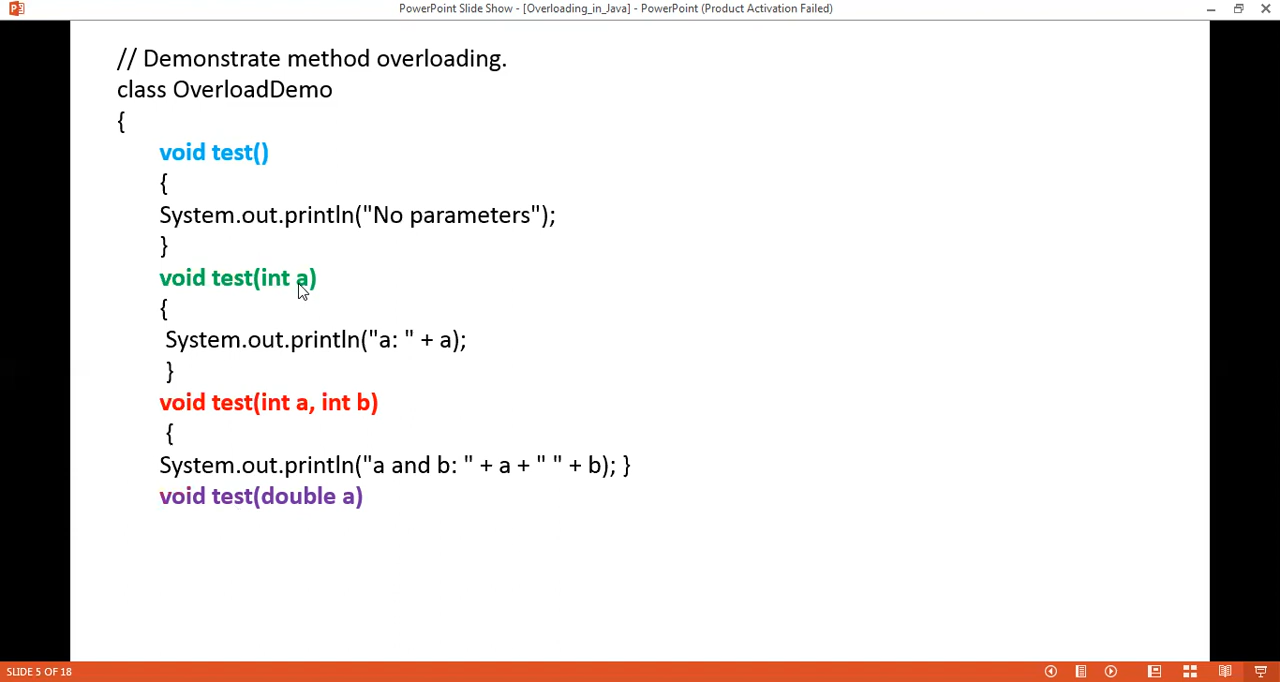 PowerPoint Slide Show - [Overloading_in_Java] - PowerPoint (Product Activation Failed)
// Demonstrate method overloading.
class OverloadDemo
{
void test()
{
System.out.println("No parameters");
}
void test(int a)
{
System.out.println("a: " + a);
}
void test(int a, int b)
{
System.out.println("a and b: " + a + " " + b); }
void test(double a)
SLIDE 5 OF 18